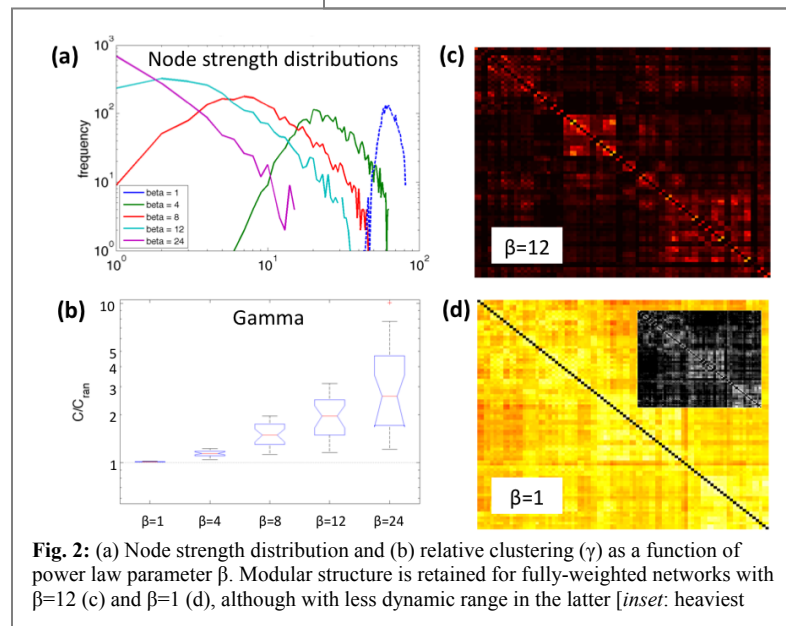 (a)
Node strength distributions
10^3
10^2
10^1
10^0
frequency
beta = 1
beta = 4
beta = 8
beta = 12
beta = 24
10^0
10^1
10^2
(b)
Gamma
10
5
4
3
2
1
C/C_ran
β=1
β=4
β=8
β=12
β=24
(c)
β=12
(d)
β=1
Fig. 2: (a) Node strength distribution and (b) relative clustering (γ) as a function of
power law parameter β. Modular structure is retained for fully-weighted networks with
β=12 (c) and β=1 (d), although with less dynamic range in the latter [inset: heaviest